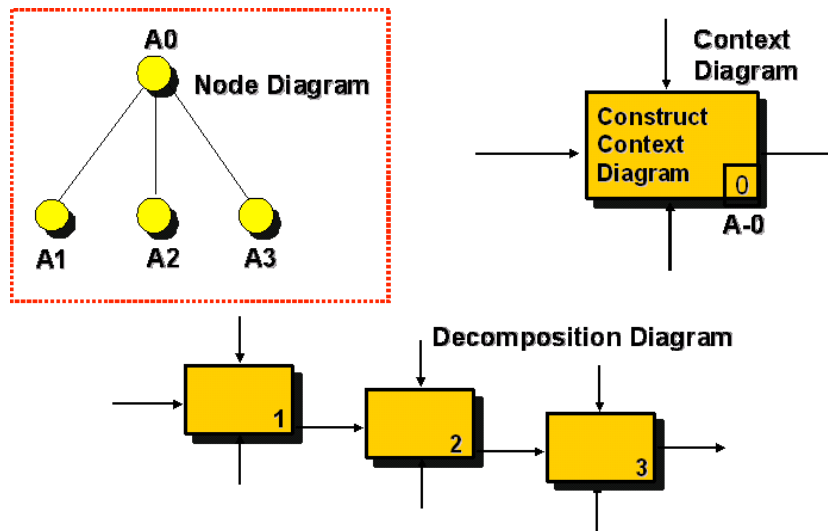 A0
Node Diagram
A1
A2
A3
Context
Diagram
Construct
Context
Diagram
0
A-0
Decomposition Diagram
1
2
3